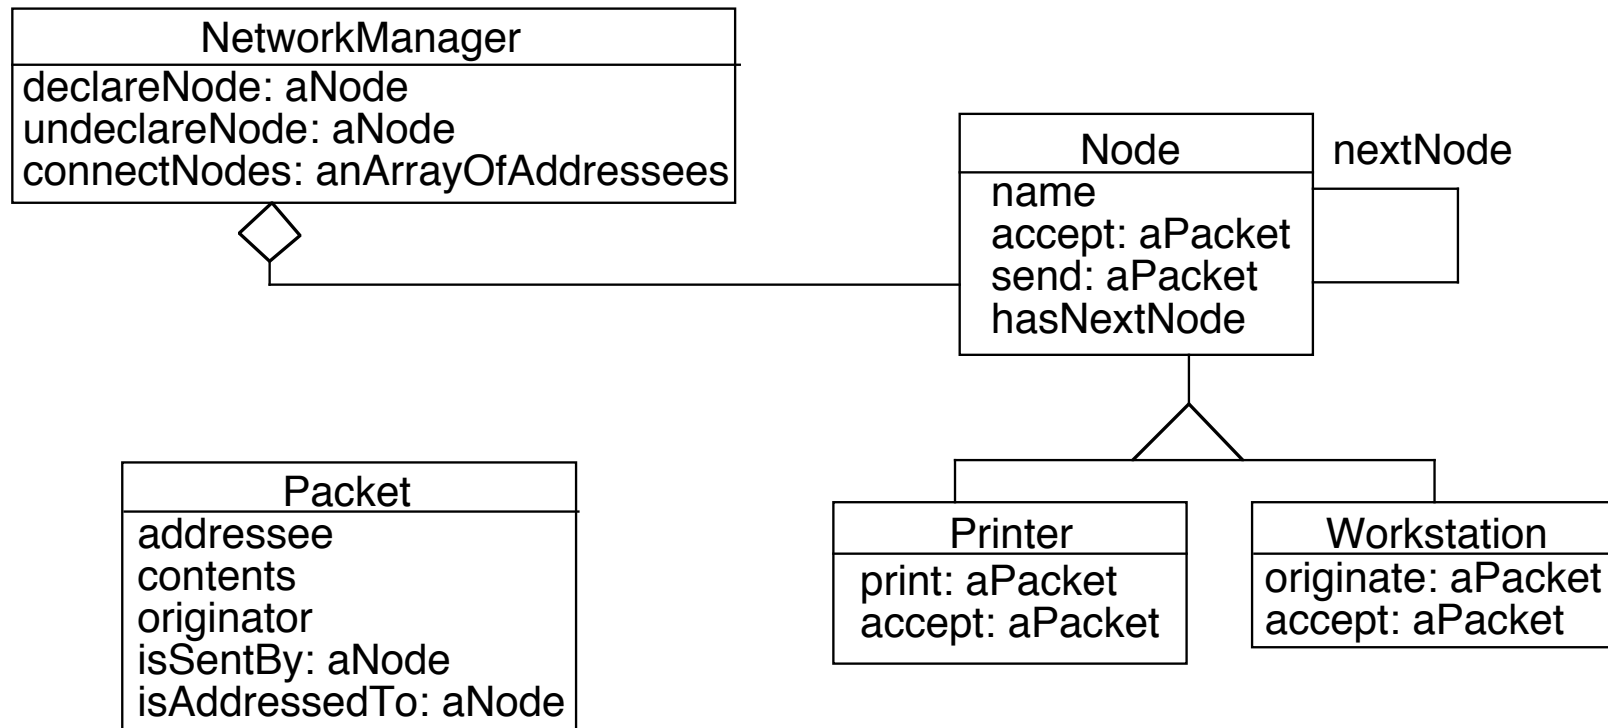 NetworkManager
declareNode: aNode
undeclareNode: aNode
connectNodes: anArrayOfAddressees
Node
nextNode
name
accept: aPacket
send: aPacket
hasNextNode
Packet
addressee
contents
originator
isSentBy: aNode
isAddressedTo: aNode
Printer
print: aPacket
accept: aPacket
Workstation
originate: aPacket
accept: aPacket